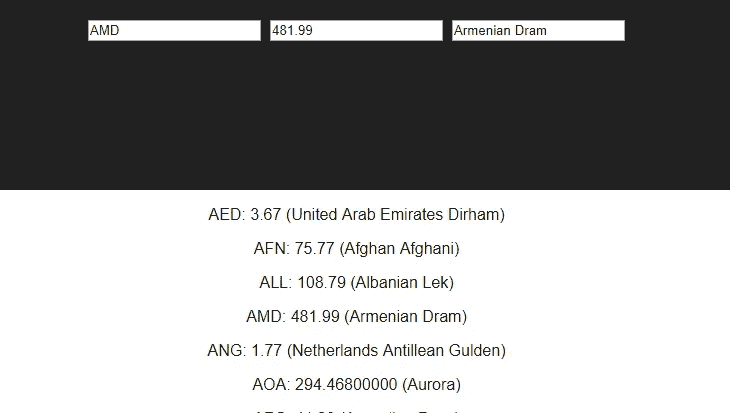 AMD 481.99 Armenian Dram
AED: 3.67 (United Arab Emirates Dirham)
AFN: 75.77 (Afghan Afghani)
ALL: 108.79 (Albanian Lek)
AMD: 481.99 (Armenian Dram)
ANG: 1.77 (Netherlands Antillean Gulden)
AOA: 294.46800000 (Aurora)